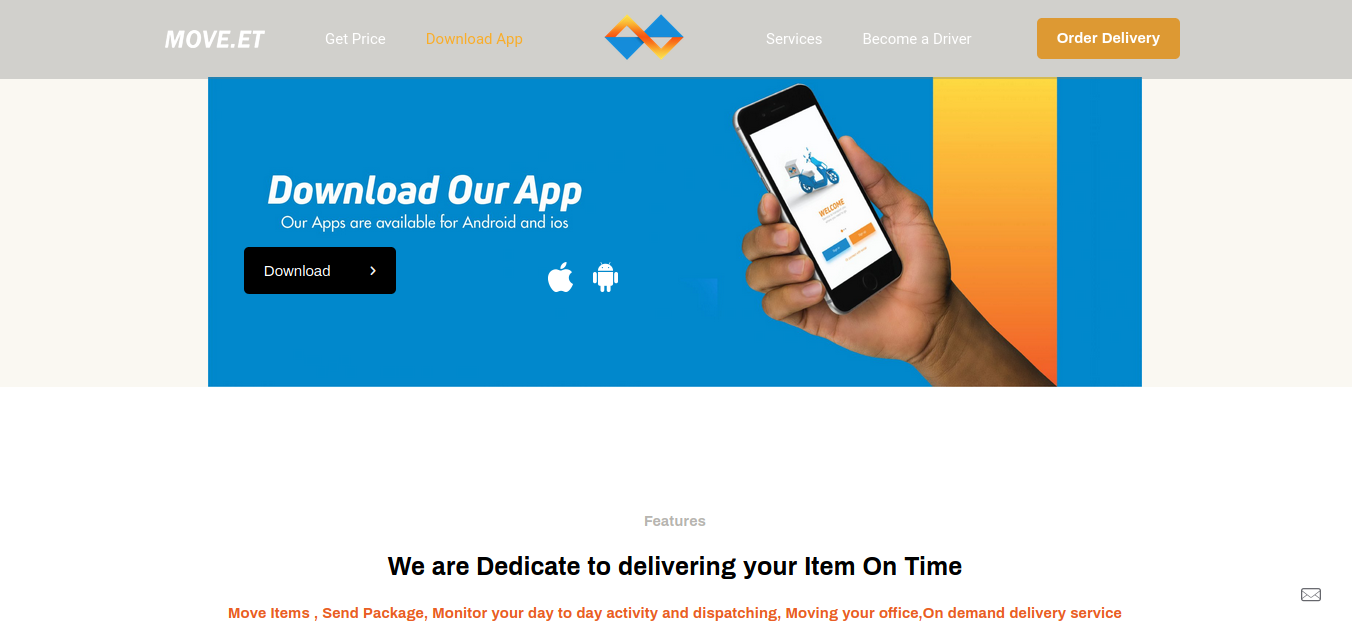 MOVE.ET
Get Price
Download App
Services
Become a Driver
Order Delivery
Download Our App
Our Apps are available for Android and ios
WELCOME
Download
Features
We are Dedicate to delivering your Item On Time
Move Items , Send Package, Monitor your day to day activity and dispatching, Moving your office,On demand delivery service